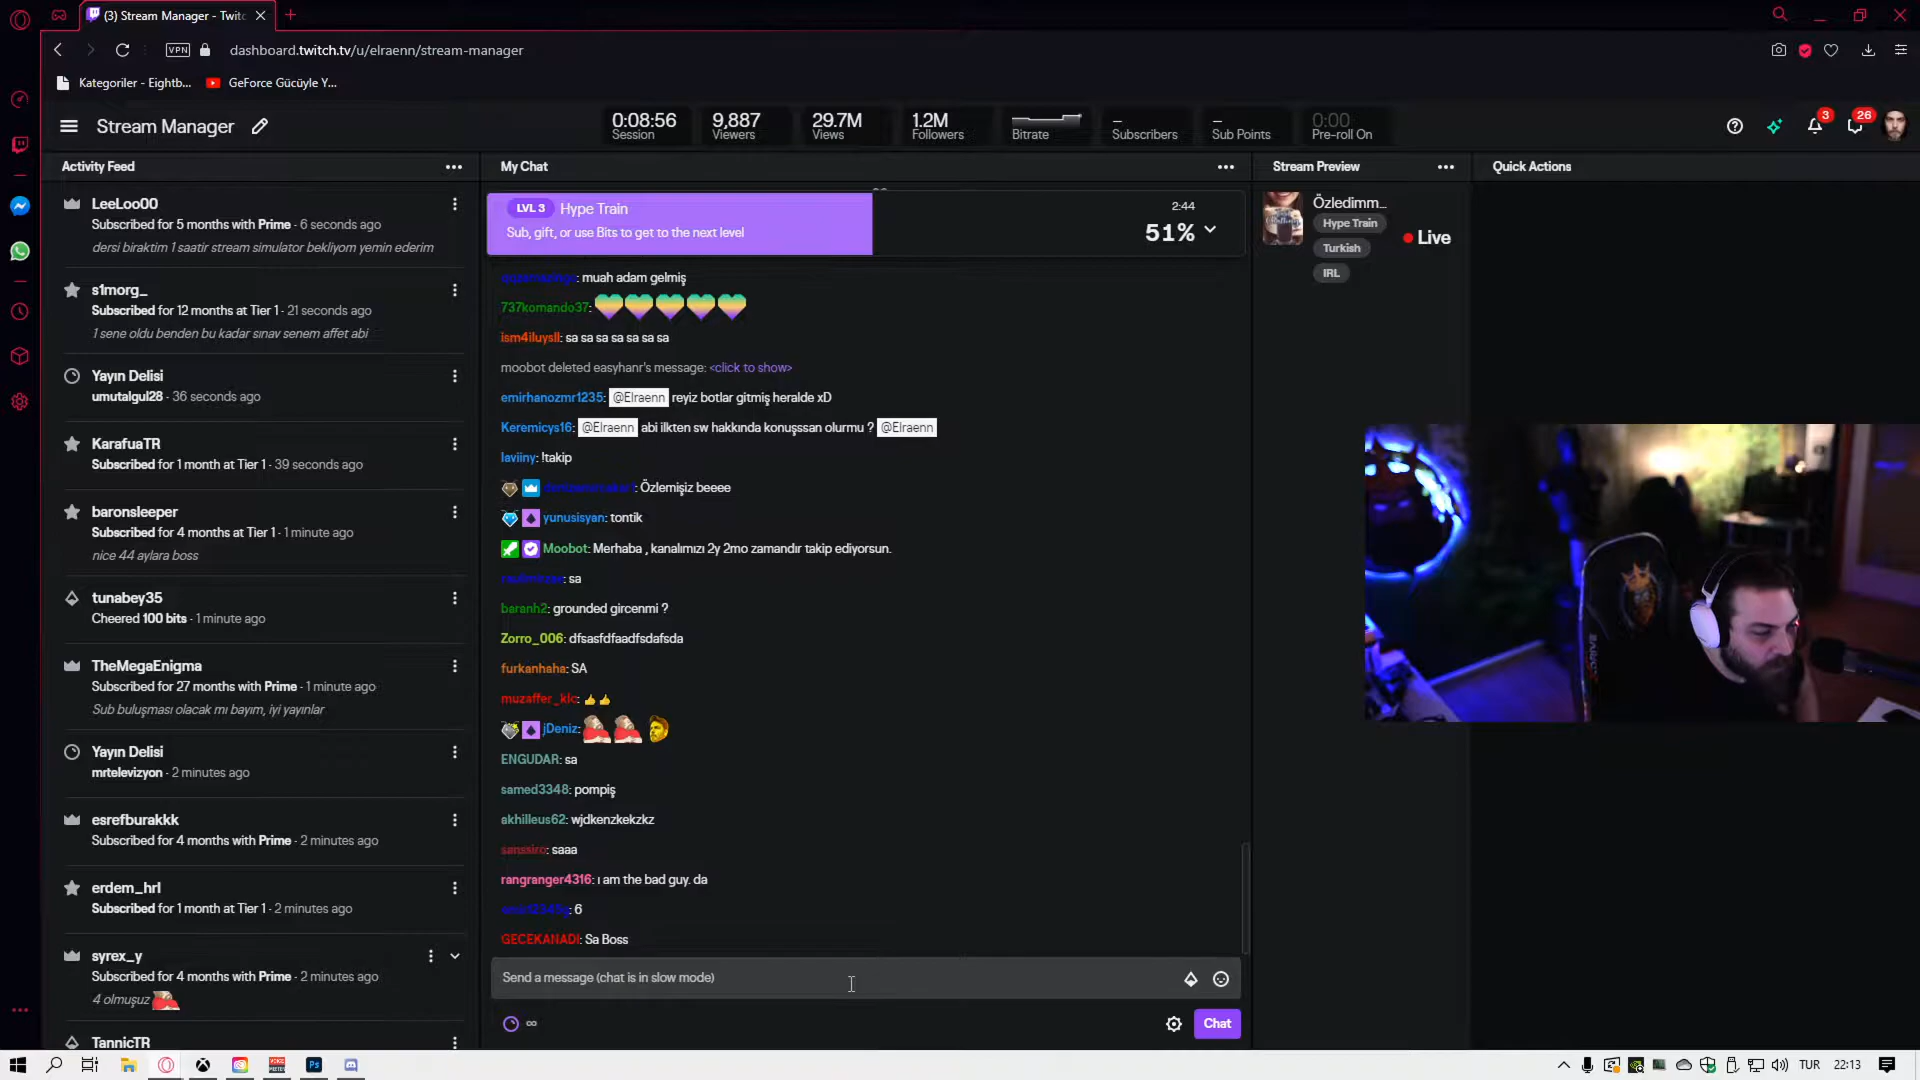 (3) Stream Manager - Twitc
VPN
dashboard.twitch.tv/u/elraenn/stream-manager
Kategoriler - Eightb...
GeForce Gücüyle Y...
Stream Manager
0:08:56
Session
9,887
Viewers
29.7M
Views
1.2M
Followers
Bitrate
–
Subscribers
–
Sub Points
0:00
Pre-roll On
3
26
Activity Feed
LeeLoo00
Subscribed for 5 months with Prime · 6 seconds ago
dersi biraktim 1 saatir stream simulator bekliyom yemin ederim
s1morg_
Subscribed for 12 months at Tier 1 · 21 seconds ago
1 sene oldu benden bu kadar sınav senem affet abi
Yayın Delisi
umutalgul28 · 36 seconds ago
KarafuaTR
Subscribed for 1 month at Tier 1 · 39 seconds ago
baronsleeper
Subscribed for 4 months at Tier 1 · 1 minute ago
nice 44 aylara boss
tunabey35
Cheered 100 bits · 1 minute ago
TheMegaEnigma
Subscribed for 27 months with Prime · 1 minute ago
Sub buluşması olacak mı bayım, iyi yayınlar
Yayın Delisi
mrtelevizyon · 2 minutes ago
esrefburakkk
Subscribed for 4 months with Prime · 2 minutes ago
erdem_hrl
Subscribed for 1 month at Tier 1 · 2 minutes ago
syrex_y
Subscribed for 4 months with Prime · 2 minutes ago
4 olmuşuz
TannicTR
My Chat
LVL 3 Hype Train
Sub, gift, or use Bits to get to the next level
2:44
51%
: muah adam gelmiş
737komando37:
ism4iluysll: sa sa sa sa sa sa sa
moobot deleted easyhanr's message: <click to show>
emirhanozmr1235: @Elraenn reyiz botlar gitmiş heralde xD
Keremicys16: @Elraenn abi ilkten sw hakkında konuşssan olurmu ? @Elraenn
laviiny: !takip
: Özlemişiz beeee
yunusisyan: tontik
Moobot: Merhaba , kanalımızı 2y 2mo zamandır takip ediyorsun.
: sa
baranh2: grounded gircenmi ?
Zorro_006: dfsasfdfaadfsdafsda
furkanhaha: SA
muzaffer_klc:
jDeniz:
ENGUDAR: sa
samed3348: pompiş
akhilleus62: wjdkenzkekzkz
sanssiro: saaa
rangranger4316: ı am the bad guy. da
: 6
GECEKANADI: Sa Boss
Send a message (chat is in slow mode)
Chat
Stream Preview
Özledimm...
Hype Train
Turkish
IRL
Live
Quick Actions
Ps
TUR
22:13